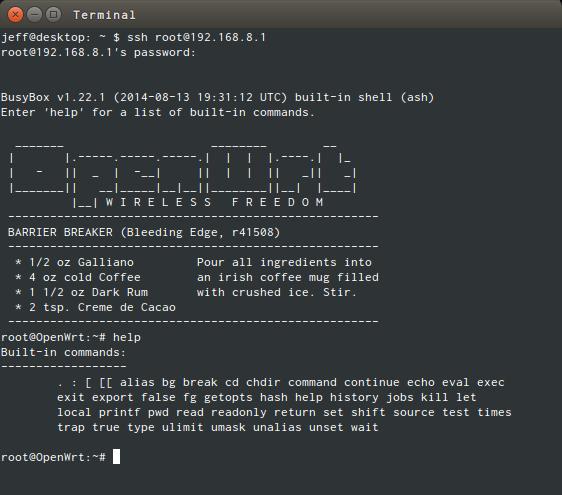 Terminal
jeff@desktop: ~ $ ssh root@192.168.8.1
root@192.168.8.1's password:
BusyBox v1.22.1 (2014-08-13 19:31:12 UTC) built-in shell (ash)
Enter 'help' for a list of built-in commands.
  _______                     ________        __
 |       |.-----.-----.-----.|  |  |  |.----.|  |_
 |   -   ||  _  |  -__|     ||  |  |  ||   _||   _|
 |_______||   __|_____|__|__||________||__|  |____|
          |__| W I R E L E S S   F R E E D O M
-----------------------------------------------------
BARRIER BREAKER (Bleeding Edge, r41508)
-----------------------------------------------------
  * 1/2 oz Galliano         Pour all ingredients into
  * 4 oz cold Coffee        an irish coffee mug filled
  * 1 1/2 oz Dark Rum       with crushed ice. Stir.
  * 2 tsp. Creme de Cacao
-----------------------------------------------------
root@OpenWrt:~# help
Built-in commands:
------------------
        . : [ [[ alias bg break cd chdir command continue echo eval exec
        exit export false fg getopts hash help history jobs kill let
        local printf pwd read readonly return set shift source test times
        trap true type ulimit umask unalias unset wait
root@OpenWrt:~#